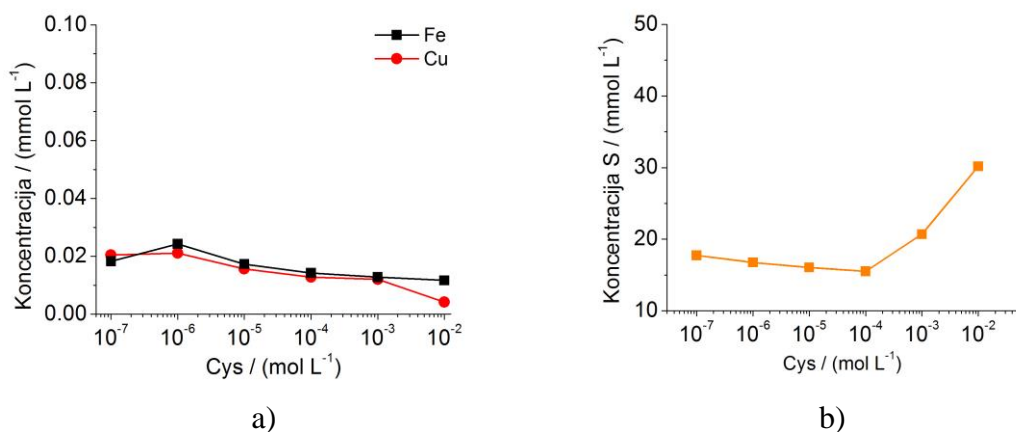 0.10
0.08
0.06
0.04
0.02
0.00
Koncentracija / (mmol L⁻¹)
Fe
Cu
10⁻⁷ 10⁻⁶ 10⁻⁵ 10⁻⁴ 10⁻³ 10⁻²
Cys / (mol L⁻¹)
a)
50
40
30
20
10
Koncentracija S / (mmol L⁻¹)
10⁻⁷ 10⁻⁶ 10⁻⁵ 10⁻⁴ 10⁻³ 10⁻²
Cys / (mol L⁻¹)
b)